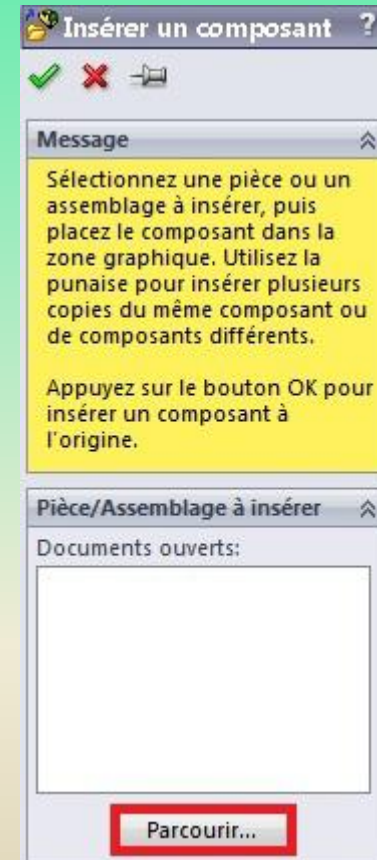 Insérer un composant ?
Message
Sélectionnez une pièce ou un
assemblage à insérer, puis
placez le composant dans la
zone graphique. Utilisez la
punaise pour insérer plusieurs
copies du même composant ou
de composants différents.
Appuyez sur le bouton OK pour
insérer un composant à
l'origine.
Pièce/Assemblage à insérer
Documents ouverts:
Parcourir...